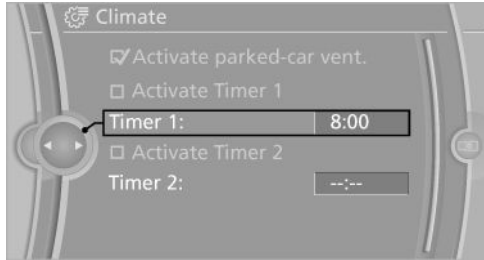 Climate
Activate parked-car vent.
Activate Timer 1
Timer 1: 8:00
Activate Timer 2
Timer 2: --:--